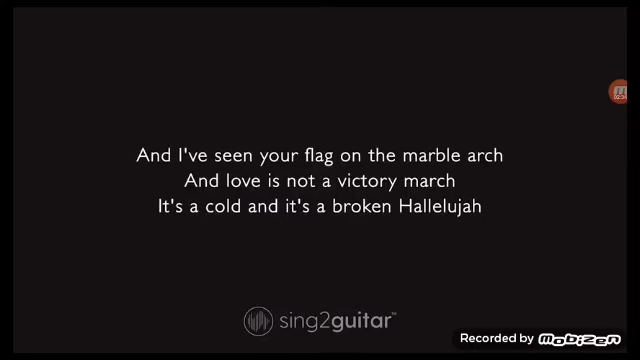 And I've seen your flag on the marble arch
And love is not a victory march
It's a cold and it's a broken Hallelujah
sing2guitar™
Recorded by mobizen